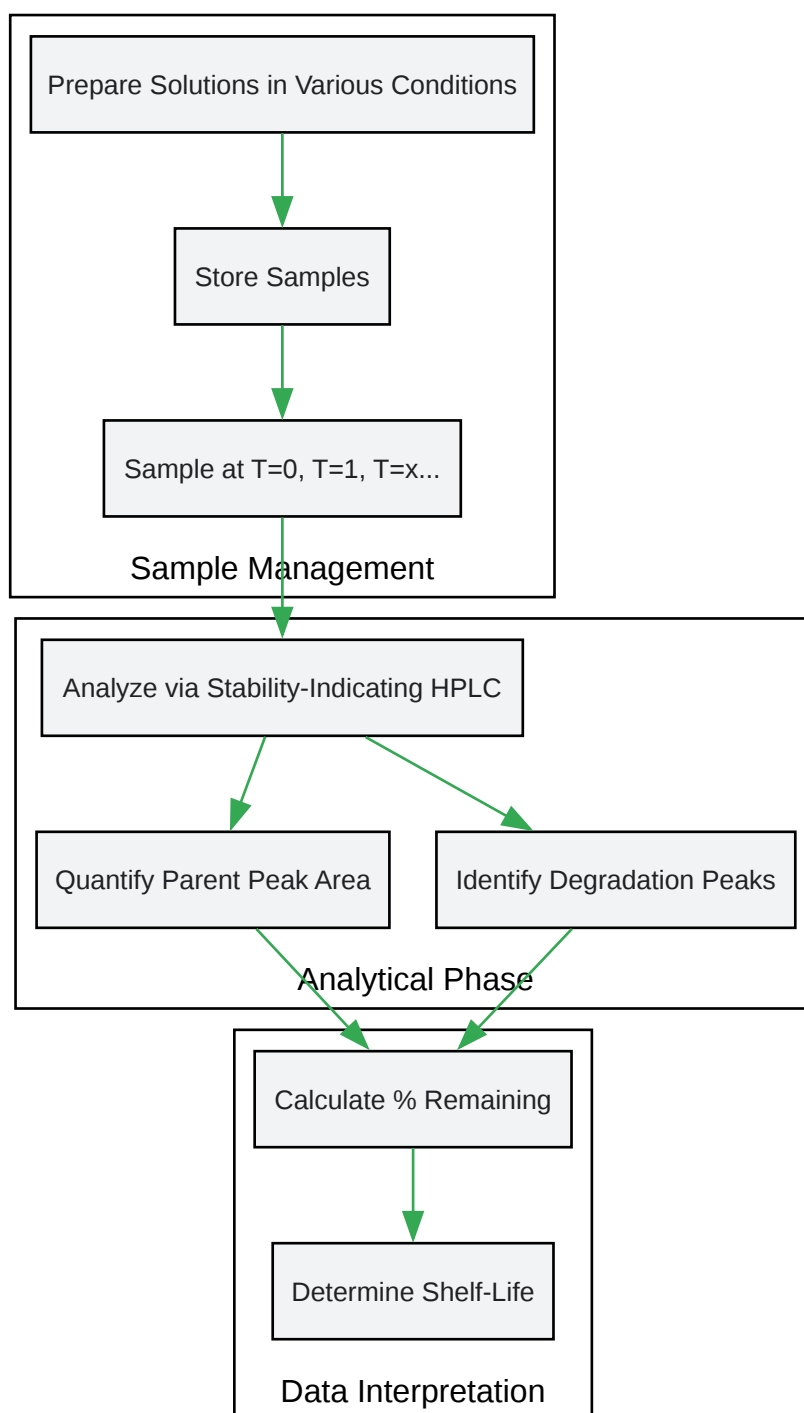 Prepare Solutions in Various Conditions
Store Samples
Sample at T=0, T=1, T=x...
Sample Management
Analyze via Stability-Indicating HPLC
Quantify Parent Peak Area
Identify Degradation Peaks
Analytical Phase
Calculate % Remaining
Determine Shelf-Life
Data Interpretation